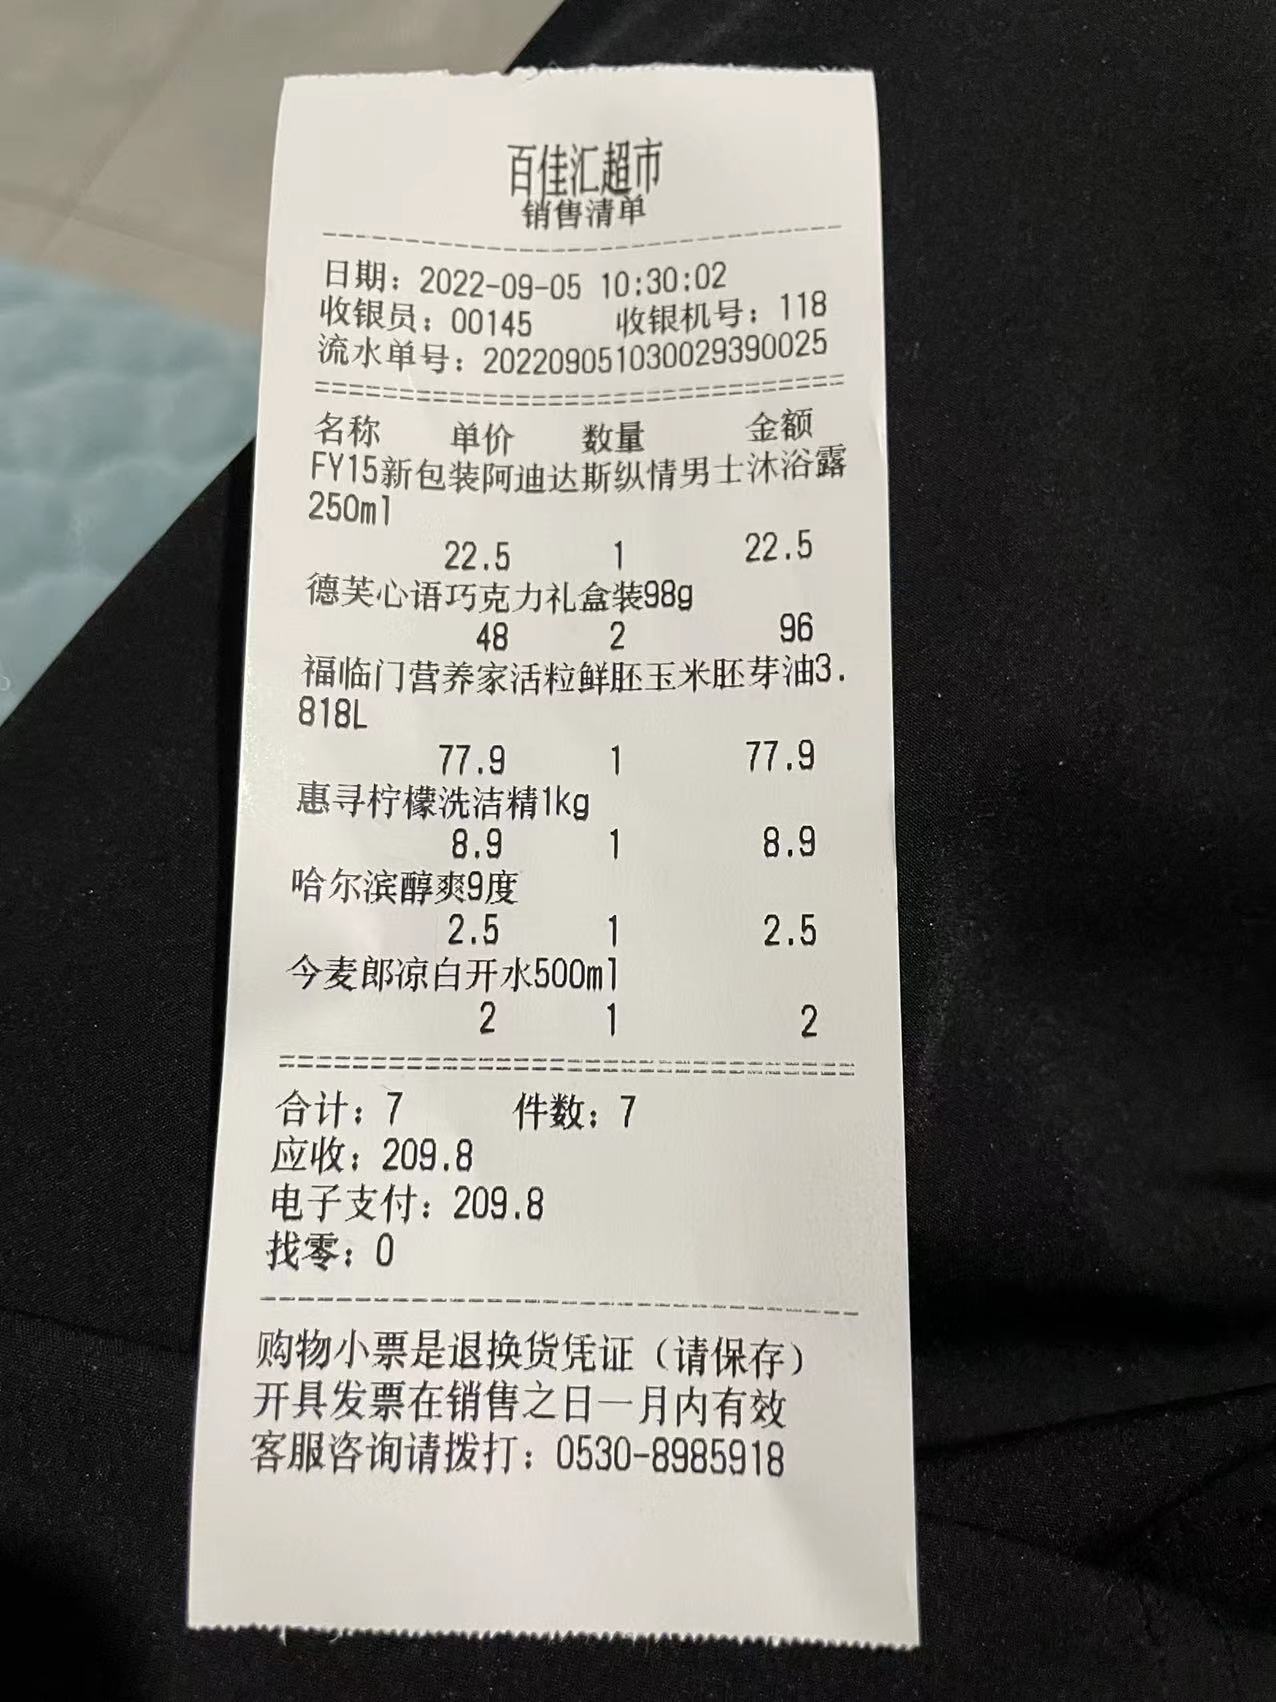 百佳汇超市
销售清单
日期：2022-09-05 10:30:02
收银员：00145 收银机号：118
流水单号：202209051030029390025
名称 单价 数量 金额
FY15新包装阿迪达斯纵情男士沐浴露
250ml
22.5 1 22.5
德芙心语巧克力礼盒装98g
48 2 96
福临门营养家活粒鲜胚玉米胚芽油3.
818L
77.9 1 77.9
惠寻柠檬洗洁精1kg
8.9 1 8.9
哈尔滨醇爽9度
2.5 1 2.5
今麦郎凉白开水500ml
2 1 2
合计：7 件数：7
应收：209.8
电子支付：209.8
找零：0
购物小票是退换货凭证（请保存）
开具发票在销售之日一月内有效
客服咨询请拨打：0530-8985918